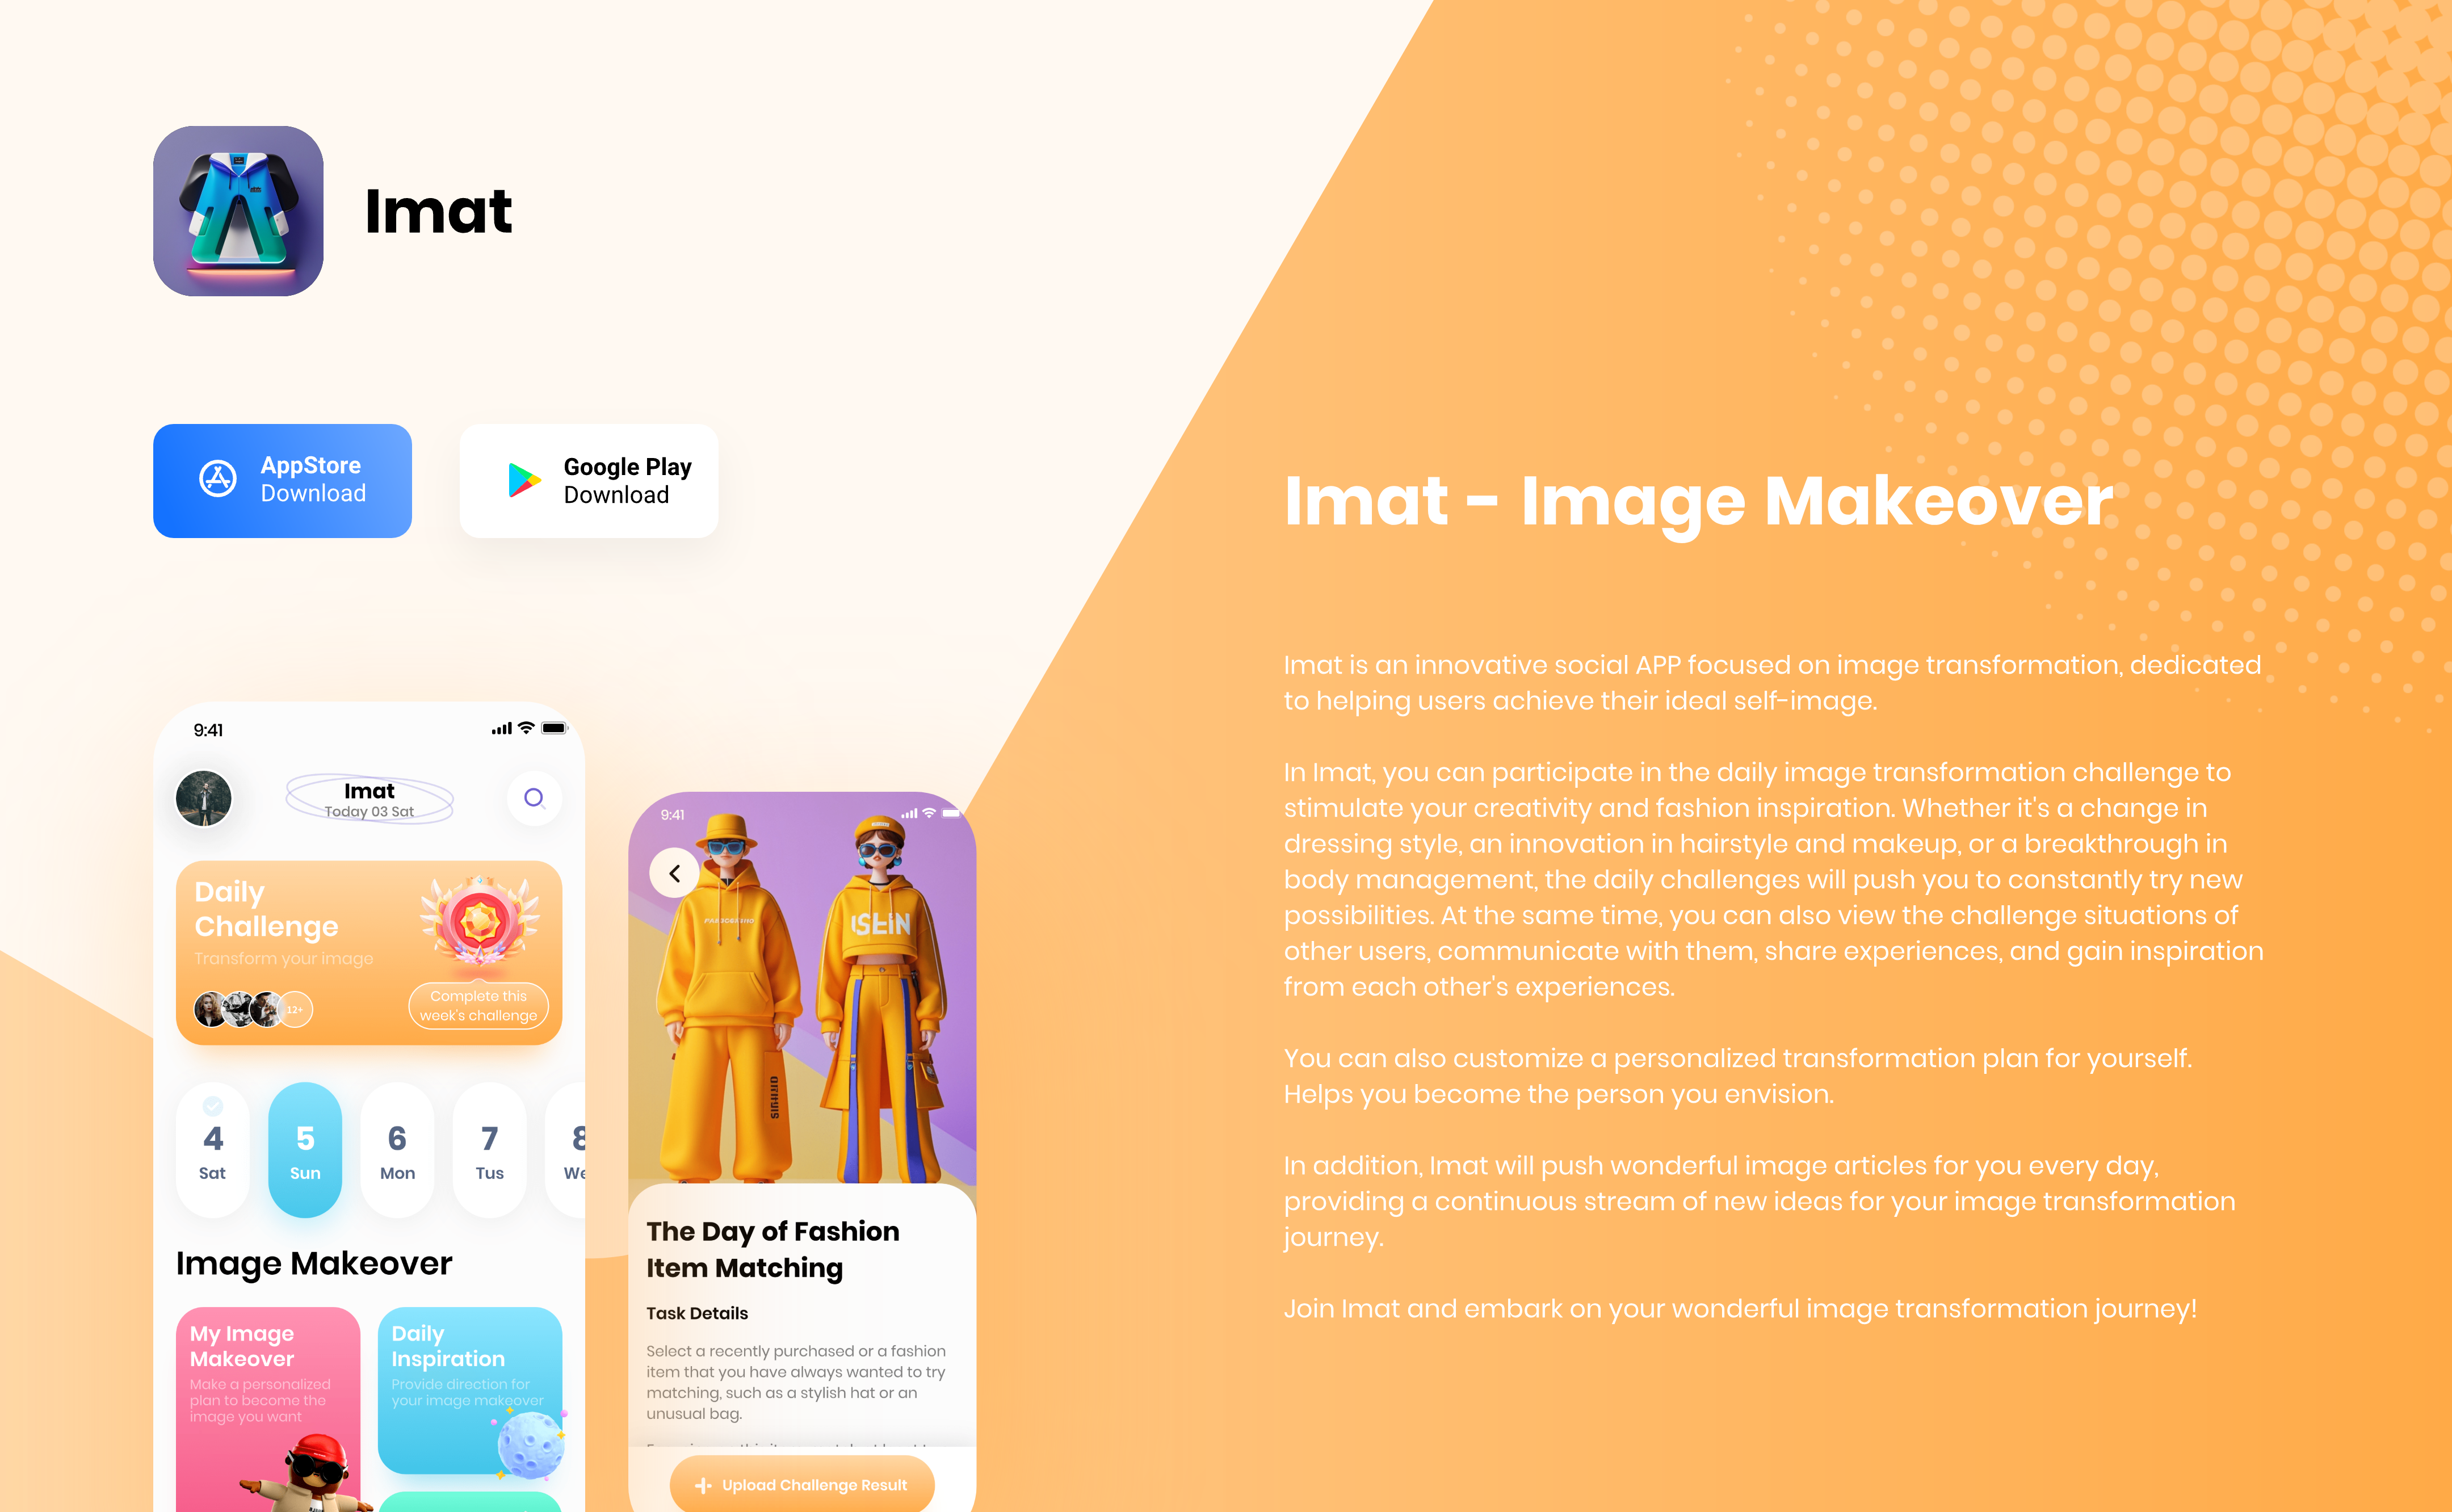 Imat
AppStore
Download
Google Play
Download
9:41
Imat
Today 03 Sat
Daily
Challenge
Transform your image
12+
Complete this
week's challenge
4
Sat
5
Sun
6
Mon
7
Tus
8
We
Image Makeover
My Image
Makeover
Make a personalized
plan to become the
image you want
Daily
Inspiration
Provide direction for
your image makeover
9:41
The Day of Fashion
Item Matching
Task Details
Select a recently purchased or a fashion
item that you have always wanted to try
matching, such as a stylish hat or an
unusual bag.
Upload Challenge Result
Imat - Image Makeover
Imat is an innovative social APP focused on image transformation, dedicated
to helping users achieve their ideal self-image.
In Imat, you can participate in the daily image transformation challenge to
stimulate your creativity and fashion inspiration. Whether it's a change in
dressing style, an innovation in hairstyle and makeup, or a breakthrough in
body management, the daily challenges will push you to constantly try new
possibilities. At the same time, you can also view the challenge situations of
other users, communicate with them, share experiences, and gain inspiration
from each other's experiences.
You can also customize a personalized transformation plan for yourself.
Helps you become the person you envision.
In addition, Imat will push wonderful image articles for you every day,
providing a continuous stream of new ideas for your image transformation
journey.
Join Imat and embark on your wonderful image transformation journey!